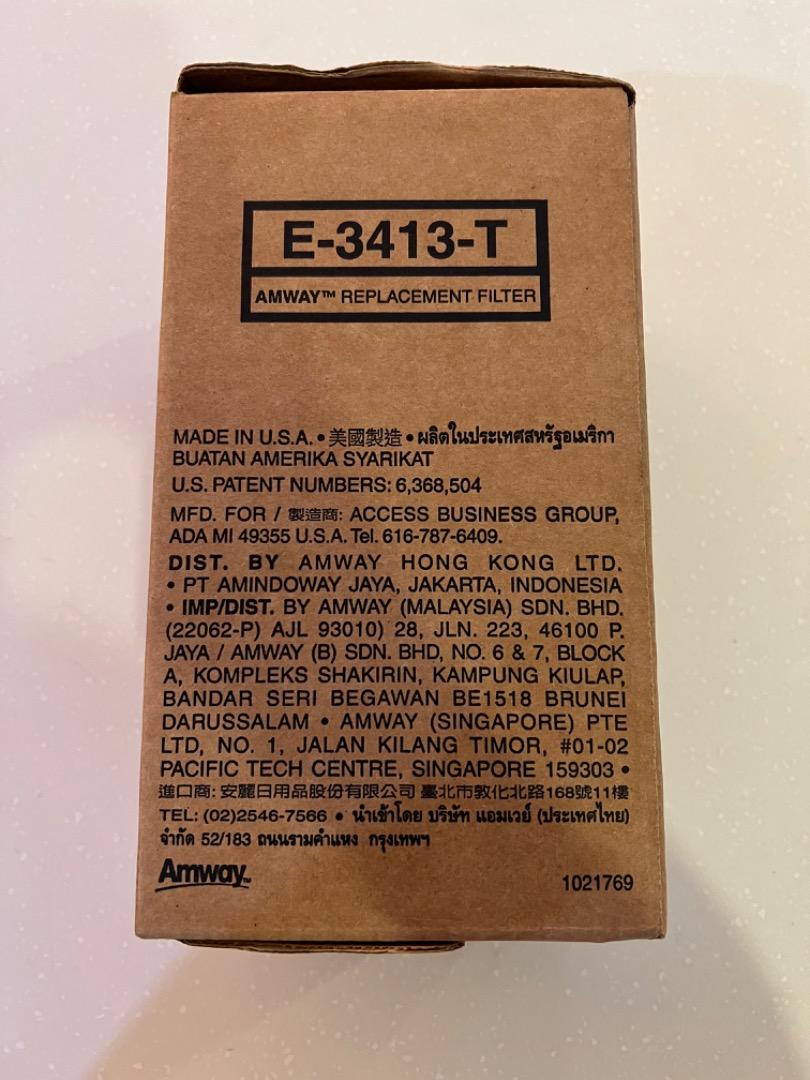 E-3413-T
AMWAY™ REPLACEMENT FILTER
MADE IN U.S.A. • 美國製造 • ผลิตในประเทศสหรัฐอเมริกา
BUATAN AMERIKA SYARIKAT
U.S. PATENT NUMBERS: 6,368,504
MFD. FOR / 製造商: ACCESS BUSINESS GROUP,
ADA MI 49355 U.S.A. Tel. 616-787-6409.
DIST. BY AMWAY HONG KONG LTD.
• PT AMINDOWAY JAYA, JAKARTA, INDONESIA
• IMP/DIST. BY AMWAY (MALAYSIA) SDN. BHD.
(22062-P) AJL 93010) 28, JLN. 223, 46100 P.
JAYA / AMWAY (B) SDN. BHD, NO. 6 & 7, BLOCK
A, KOMPLEKS SHAKIRIN, KAMPUNG KIULAP,
BANDAR SERI BEGAWAN BE1518 BRUNEI
DARUSSALAM • AMWAY (SINGAPORE) PTE
LTD, NO. 1, JALAN KILANG TIMOR, #01-02
PACIFIC TECH CENTRE, SINGAPORE 159303 •
進口商: 安麗日用品股份有限公司 臺北市敦化北路168號11樓
TEL: (02)2546-7566 • นำเข้าโดย บริษัท แอมเวย์ (ประเทศไทย)
จำกัด 52/183 ถนนรามคำแหง กรุงเทพฯ
Amway™
1021769